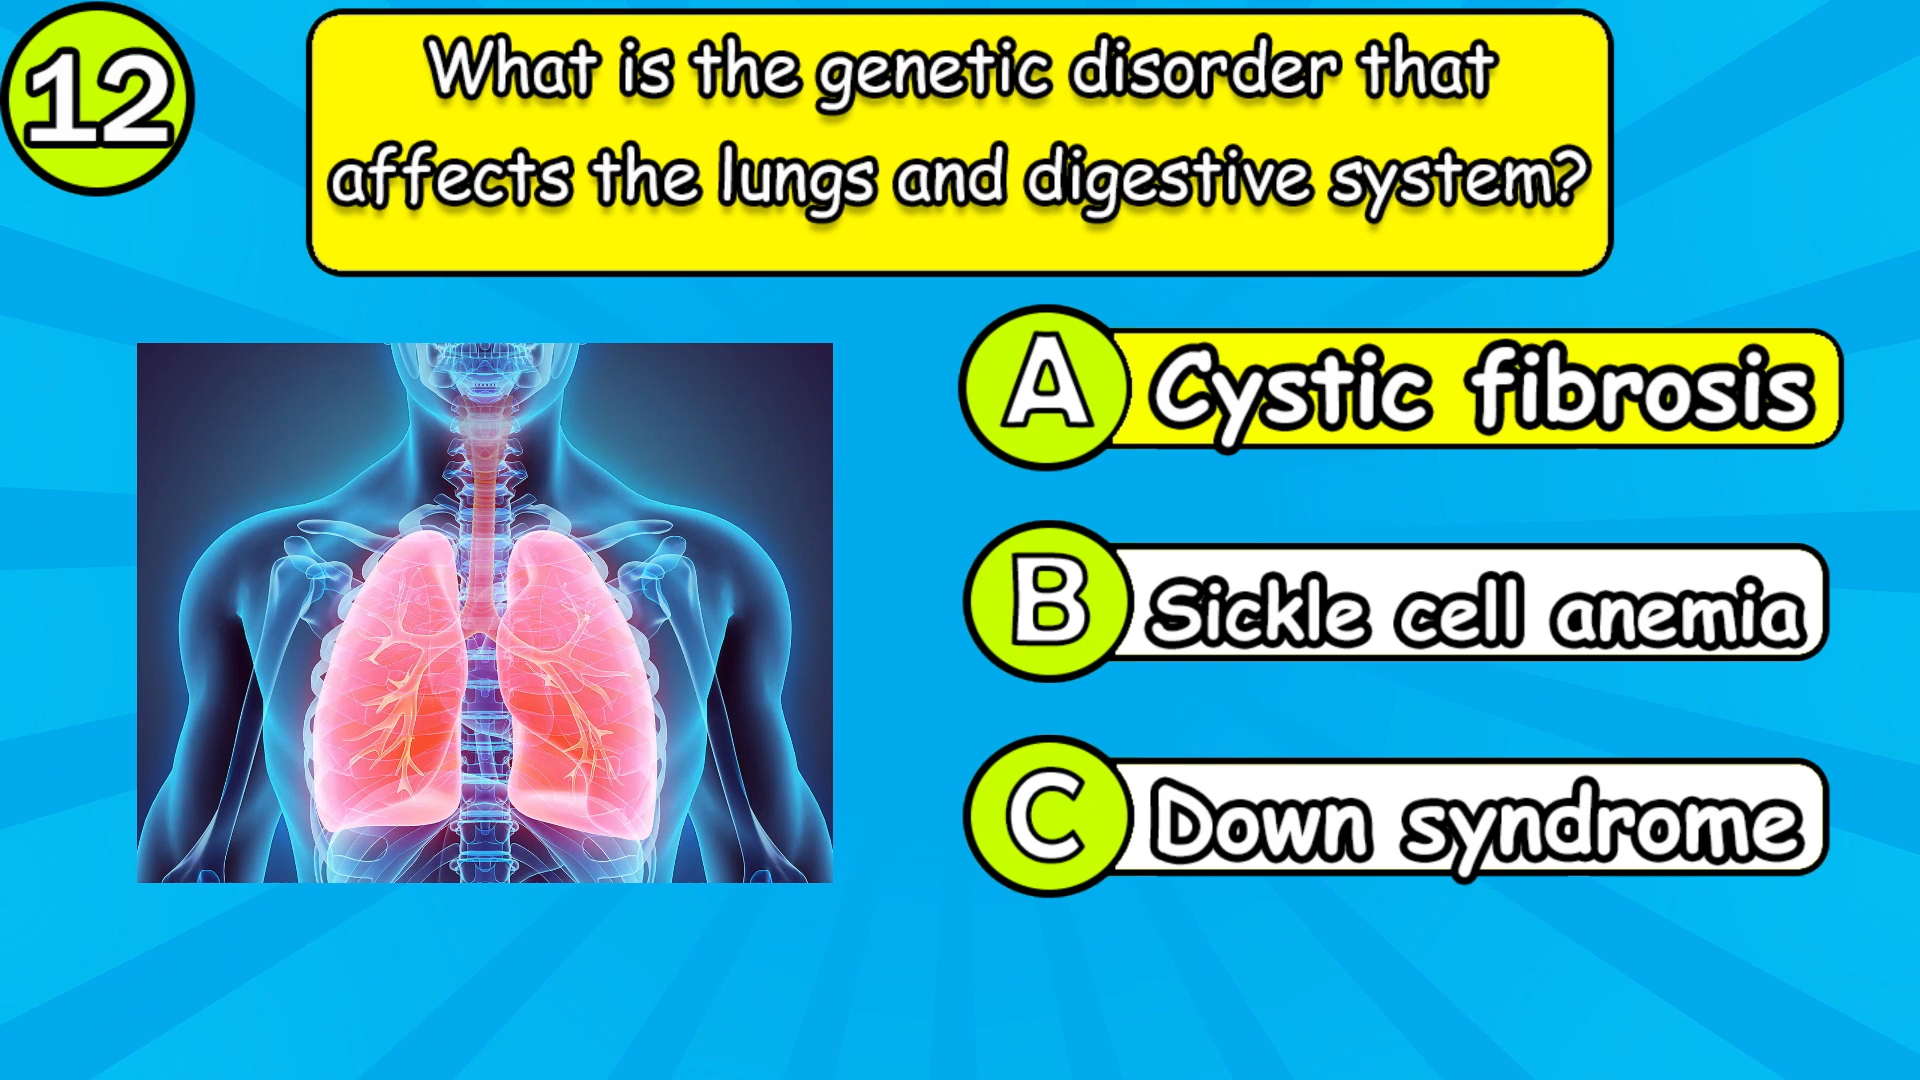 12
What is the genetic disorder that
affects the lungs and digestive system?
A Cystic fibrosis
B Sickle cell anemia
C Down syndrome